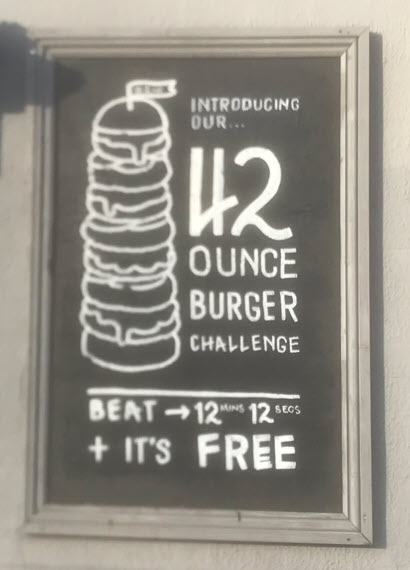 INTRODUCING
OUR...
42
OUNCE
BURGER
CHALLENGE
BEAT → 12 MINS 12 SECS
+ IT'S FREE